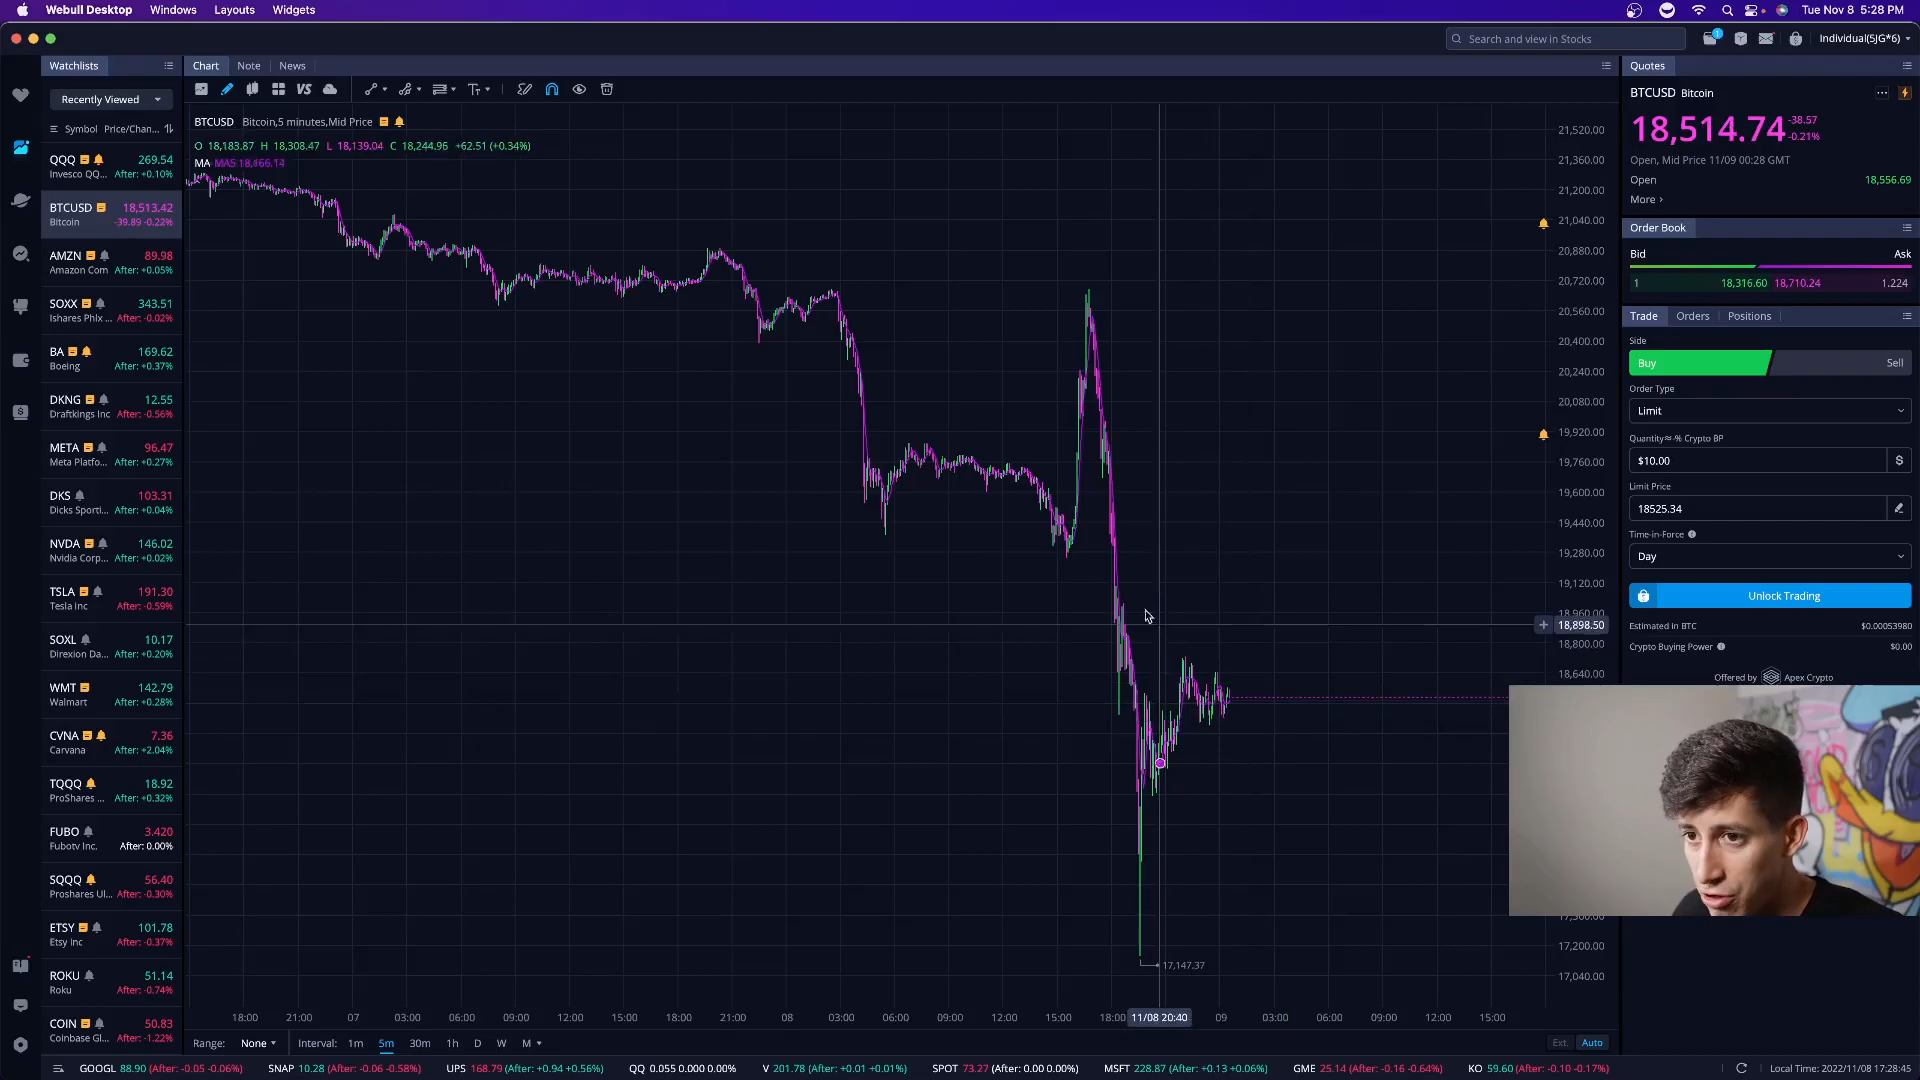 Webull Desktop Windows Layouts Widgets
Tue Nov 8 5:28 PM
Search and view in Stocks
1
Individual(5JG*6)
Watchlists
Chart Note News
Quotes
Recently Viewed
VS
BTCUSD Bitcoin
Symbol Price/Chan...
BTCUSD Bitcoin,5 minutes,Mid Price
O 18,183.87 H 18,308.47 L 18,139.04 C 18,244.96 +62.51 (+0.34%)
MA MA5 18,166.14
18,514.74
-38.57
-0.21%
Open, Mid Price 11/09 00:28 GMT
Open 18,556.69
More
Order Book
Bid Ask
1 18,316.60 18,710.24 1.224
Trade Orders Positions
Side
Buy Sell
Order Type
Limit
Quantity≈-% Crypto BP
$10.00 $
Limit Price
18525.34
Time-in-Force
Day
Unlock Trading
Estimated in BTC $0.00053980
Crypto Buying Power $0.00
Offered by Apex Crypto
QQQ 269.54
Invesco QQ... After: +0.10%
BTCUSD 18,513.42
Bitcoin -39.89 -0.22%
AMZN 89.98
Amazon Com After: +0.05%
SOXX 343.51
Ishares Phlx ... After: -0.02%
BA 169.62
Boeing After: +0.37%
DKNG 12.55
Draftkings Inc After: -0.56%
META 96.47
Meta Platfo... After: +0.27%
DKS 103.31
Dicks Sporti... After: +0.04%
NVDA 146.02
Nvidia Corp... After: +0.02%
TSLA 191.30
Tesla Inc After: -0.59%
SOXL 10.17
Direxion Da... After: +0.20%
WMT 142.79
Walmart After: +0.28%
CVNA 7.36
Carvana After: +2.04%
TQQQ 18.92
ProShares ... After: +0.32%
FUBO 3.420
Fubotv Inc. After: 0.00%
SQQQ 56.40
Proshares Ul... After: -0.30%
ETSY 101.78
Etsy Inc After: -0.37%
ROKU 51.14
Roku After: -0.74%
COIN 50.83
Coinbase Gl... After: -1.22%
21,520.00
21,360.00
21,200.00
21,040.00
20,880.00
20,720.00
20,560.00
20,400.00
20,240.00
20,080.00
19,920.00
19,760.00
19,600.00
19,440.00
19,280.00
19,120.00
18,960.00
18,898.50
18,800.00
18,640.00
17,200.00
17,040.00
17,147.37
18:00 21:00 07 03:00 06:00 09:00 12:00 15:00 18:00 21:00 08 03:00 06:00 09:00 12:00 15:00 18:00 11/08 20:40 09 03:00 06:00 09:00 12:00 15:00
Range: None Interval: 1m 5m 30m 1h D W M
Ext. Auto
GOOGL 88.90 (After: -0.05 -0.06%) SNAP 10.28 (After: -0.06 -0.58%) UPS 168.79 (After: +0.94 +0.56%) QQ 0.055 0.000 0.00% V 201.78 (After: +0.01 +0.01%) SPOT 73.27 (After: 0.00 0.00%) MSFT 228.87 (After: +0.13 +0.06%) GME 25.14 (After: -0.16 -0.64%) KO 59.60 (After: -0.10 -0.17%) Local Time: 2022/11/08 17:28:45